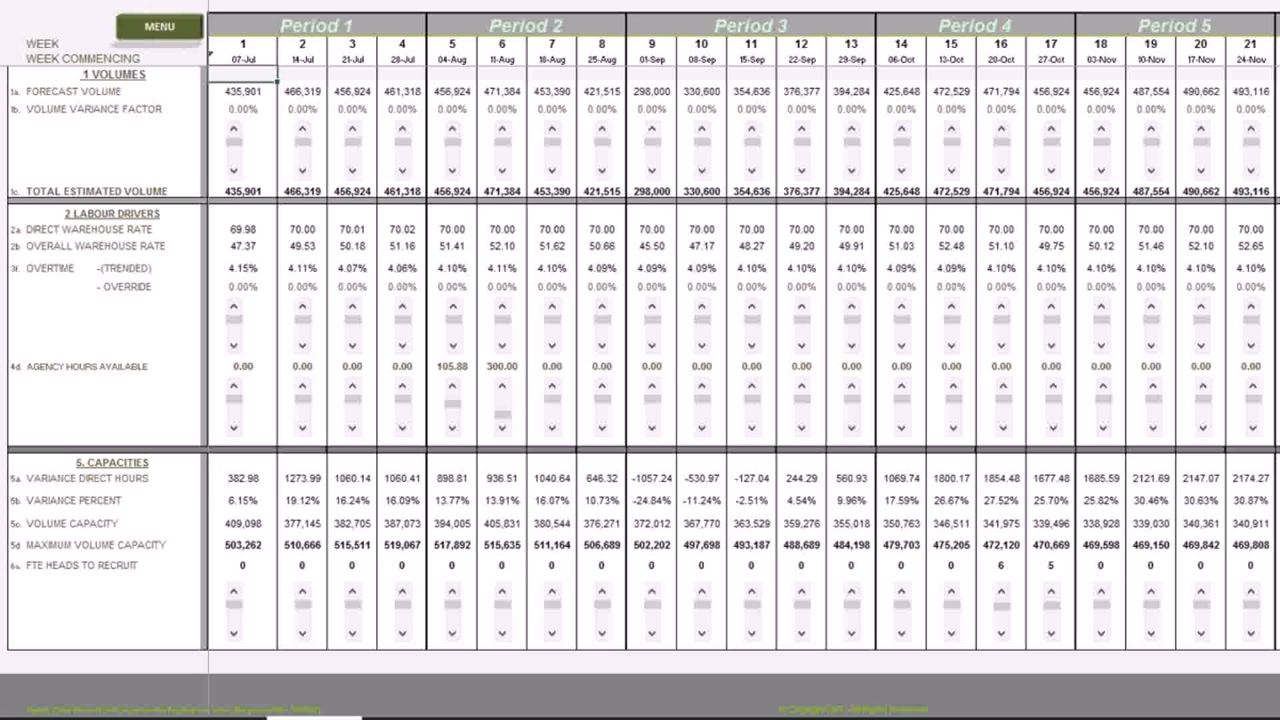 MENU
Period 1 Period 2 Period 3 Period 4 Period 5
WEEK 1 2 3 4 5 6 7 8 9 10 11 12 13 14 15 16 17 18 19 20 21
WEEK COMMENCING 07-Jul 14-Jul 21-Jul 28-Jul 04-Aug 11-Aug 18-Aug 25-Aug 01-Sep 08-Sep 15-Sep 22-Sep 29-Sep 06-Oct 13-Oct 20-Oct 27-Oct 03-Nov 10-Nov 17-Nov 24-Nov
1 VOLUMES
1a. FORECAST VOLUME 435,901 466,319 456,924 461,318 456,924 471,384 453,390 421,515 298,000 330,600 354,636 376,377 394,284 425,648 472,529 471,794 456,924 456,924 487,554 490,662 493,116
1b. VOLUME VARIANCE FACTOR 0.00% 0.00% 0.00% 0.00% 0.00% 0.00% 0.00% 0.00% 0.00% 0.00% 0.00% 0.00% 0.00% 0.00% 0.00% 0.00% 0.00% 0.00% 0.00% 0.00% 0.00%
1c. TOTAL ESTIMATED VOLUME 435,901 466,319 456,924 461,318 456,924 471,384 453,390 421,515 298,000 330,600 354,636 376,377 394,284 425,648 472,529 471,794 456,924 456,924 487,554 490,662 493,116
2 LABOUR DRIVERS
2a. DIRECT WAREHOUSE RATE 69.98 70.00 70.01 70.02 70.00 70.00 70.00 70.00 70.00 70.00 70.00 70.00 70.00 70.00 70.00 70.00 70.00 70.00 70.00 70.00 70.00
2b. OVERALL WAREHOUSE RATE 47.37 49.53 50.18 51.16 51.41 52.10 51.62 50.66 45.50 47.17 48.27 49.20 49.91 51.03 52.48 51.10 49.75 50.12 51.46 52.10 52.65
3f. OVERTIME -(TRENDED) 4.15% 4.11% 4.07% 4.06% 4.10% 4.11% 4.10% 4.09% 4.09% 4.10% 4.10% 4.10% 4.10% 4.09% 4.09% 4.10% 4.10% 4.10% 4.10% 4.10% 4.10%
- OVERRIDE 0.00% 0.00% 0.00% 0.00% 0.00% 0.00% 0.00% 0.00% 0.00% 0.00% 0.00% 0.00% 0.00% 0.00% 0.00% 0.00% 0.00% 0.00% 0.00% 0.00% 0.00%
4d. AGENCY HOURS AVAILABLE 0.00 0.00 0.00 0.00 105.88 300.00 0.00 0.00 0.00 0.00 0.00 0.00 0.00 0.00 0.00 0.00 0.00 0.00 0.00 0.00 0.00
5. CAPACITIES
5a. VARIANCE DIRECT HOURS 382.98 1273.99 1060.14 1060.41 898.81 936.51 1040.64 646.32 -1057.24 -530.97 -127.04 244.29 560.93 1069.74 1800.17 1854.48 1677.48 1685.59 2121.69 2147.07 2174.27
5b. VARIANCE PERCENT 6.15% 19.12% 16.24% 16.09% 13.77% 13.91% 16.07% 10.73% -24.84% -11.24% -2.51% 4.54% 9.96% 17.59% 26.67% 27.52% 25.70% 25.82% 30.46% 30.63% 30.87%
5c. VOLUME CAPACITY 409,098 377,145 382,705 387,073 394,005 405,831 380,544 376,271 372,012 367,770 363,529 359,276 355,018 350,763 346,511 341,975 339,496 338,928 339,030 340,361 340,911
5d MAXIMUM VOLUME CAPACITY 503,262 510,666 515,511 519,067 517,892 515,635 511,164 506,689 502,202 497,698 493,187 488,689 484,198 479,703 475,205 472,120 470,669 469,598 469,150 469,842 469,808
FTE HEADS TO RECRUIT 0 0 0 0 0 0 0 0 0 0 0 0 0 0 0 6 5 0 0 0 0